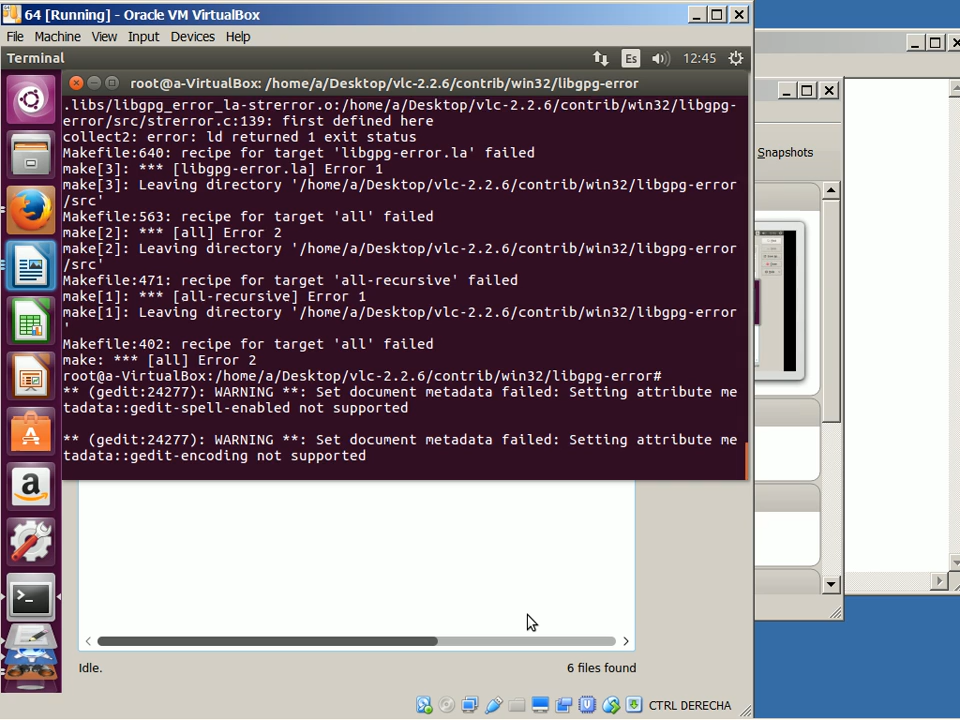 64 [Running] - Oracle VM VirtualBox
File Machine View Input Devices Help
Terminal
Es
12:45
root@a-VirtualBox: /home/a/Desktop/vlc-2.2.6/contrib/win32/libgpg-error
.libs/libgpg_error_la-strerror.o:/home/a/Desktop/vlc-2.2.6/contrib/win32/libgpg-
error/src/strerror.c:139: first defined here
collect2: error: ld returned 1 exit status
Makefile:640: recipe for target 'libgpg-error.la' failed
make[3]: *** [libgpg-error.la] Error 1
make[3]: Leaving directory '/home/a/Desktop/vlc-2.2.6/contrib/win32/libgpg-error
/src'
Makefile:563: recipe for target 'all' failed
make[2]: *** [all] Error 2
make[2]: Leaving directory '/home/a/Desktop/vlc-2.2.6/contrib/win32/libgpg-error
/src'
Makefile:471: recipe for target 'all-recursive' failed
make[1]: *** [all-recursive] Error 1
make[1]: Leaving directory '/home/a/Desktop/vlc-2.2.6/contrib/win32/libgpg-error
'
Makefile:402: recipe for target 'all' failed
make: *** [all] Error 2
root@a-VirtualBox:/home/a/Desktop/vlc-2.2.6/contrib/win32/libgpg-error#
** (gedit:24277): WARNING **: Set document metadata failed: Setting attribute me
tadata::gedit-spell-enabled not supported
** (gedit:24277): WARNING **: Set document metadata failed: Setting attribute me
tadata::gedit-encoding not supported
Snapshots
Idle.
6 files found
CTRL DERECHA